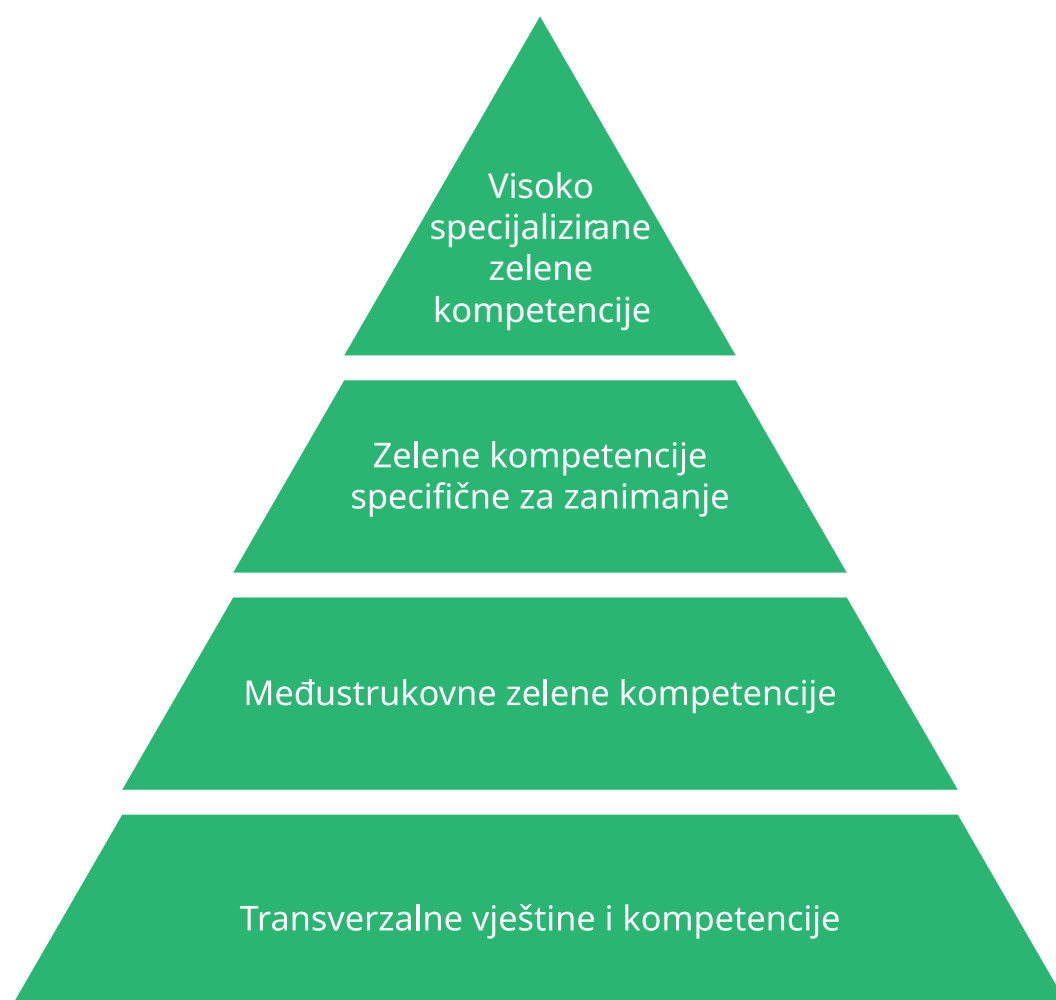 Visoko
specijalizirane
zelene
kompetencije
Zelene kompetencije
specifične za zanimanje
Međustrukovne zelene kompetencije
Transverzalne vještine i kompetencije